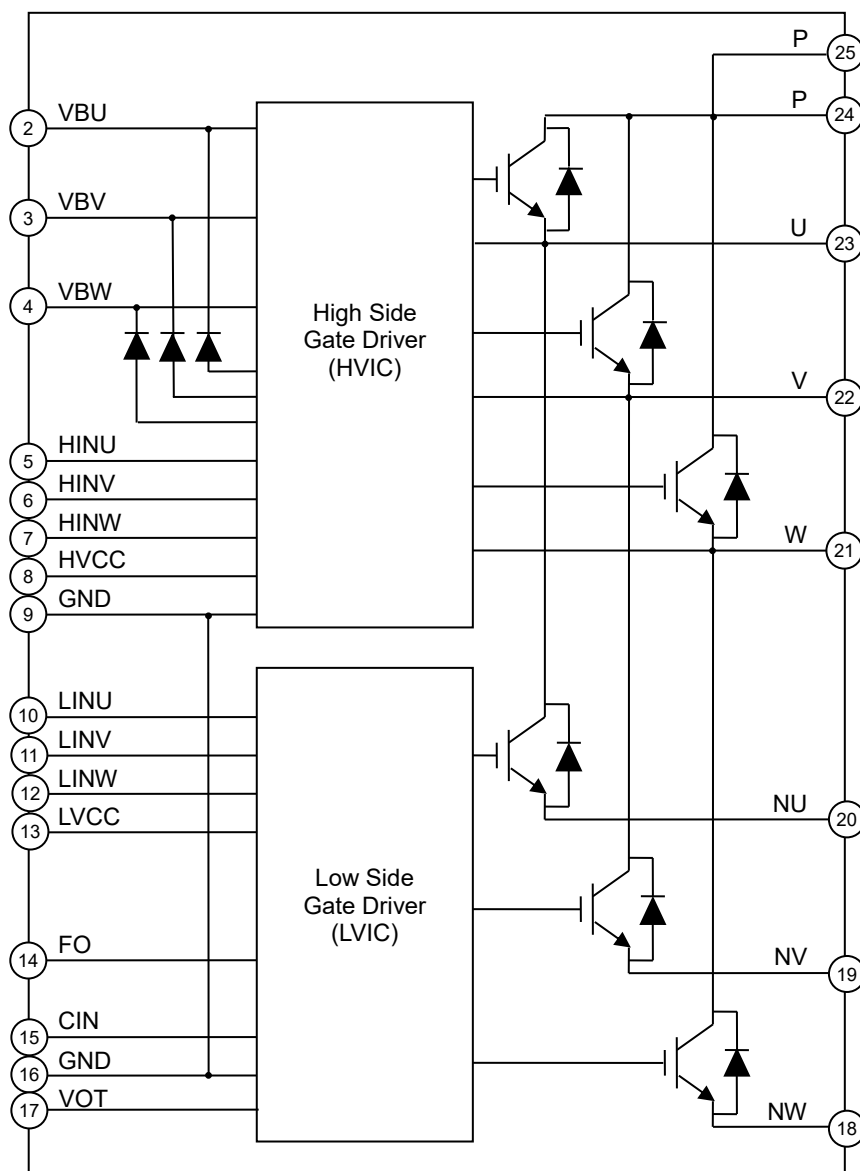 P
25
P
24
2
VBU
3
VBV
U
23
4
VBW
High Side
Gate Driver
(HVIC)
V
22
5
HINU
6
HINV
7
HINW
8
HVCC
9
GND
W
21
10
LINU
11
LINV
12
LINW
13
LVCC
NU
20
Low Side
Gate Driver
(LVIC)
14
FO
NV
19
15
CIN
16
GND
17
VOT
NW
18